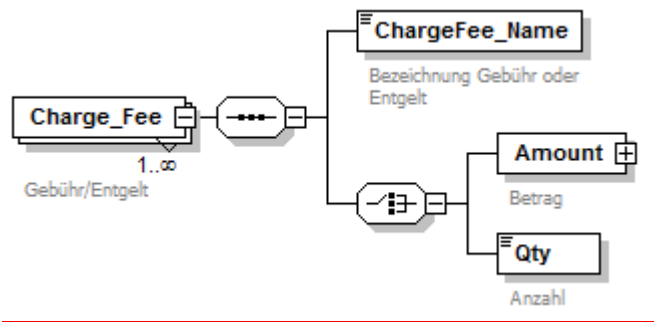 ChargeFee_Name
Bezeichnung Gebühr oder
Entgelt
Charge_Fee
1..∞
Gebühr/Entgelt
Amount
Betrag
Qty
Anzahl